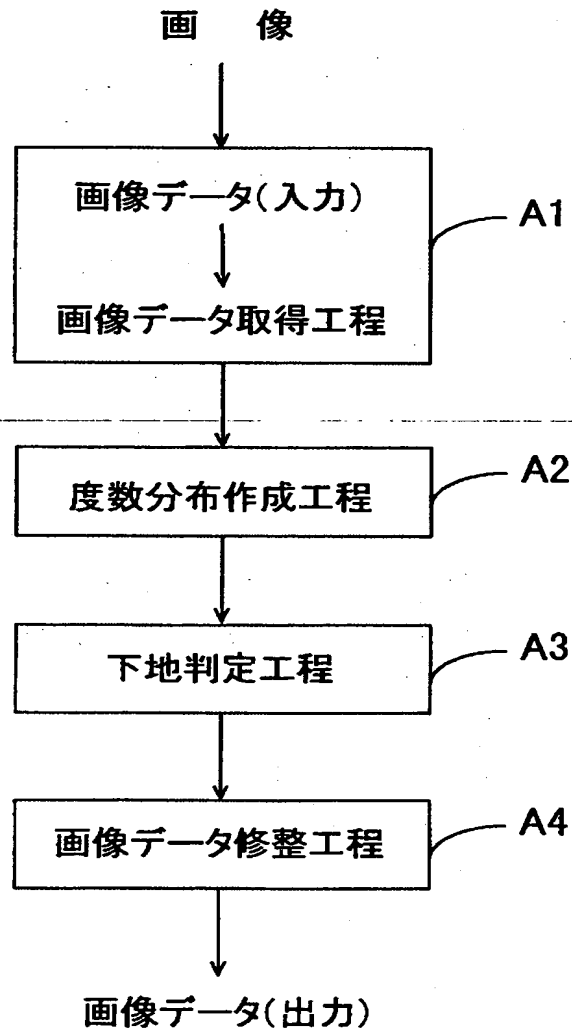 画 像
画像データ(入力)
A1
画像データ取得工程
度数分布作成工程
A2
下地判定工程
A3
画像データ修整工程
A4
画像データ(出力)